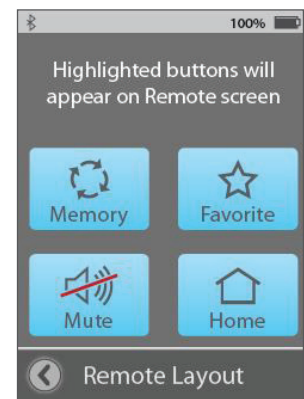 100%
Highlighted buttons will
appear on Remote screen
Memory
Favorite
Mute
Home
Remote Layout